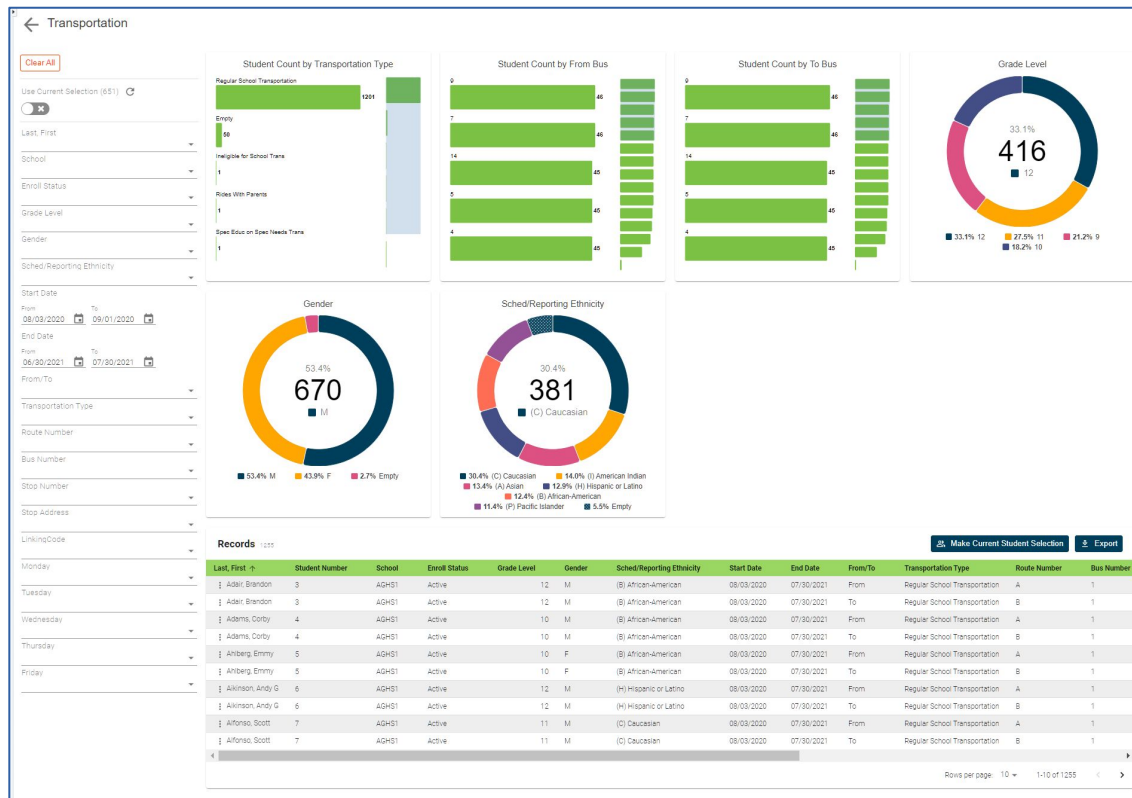 Transportation
Clear All
Use Current Selection (651)
Last, First
School
Enroll Status
Grade Level
Gender
Sched/Reporting Ethnicity
Start Date
From To
08/03/2020 09/01/2020
End Date
From To
06/30/2021 07/30/2021
From/To
Transportation Type
Route Number
Bus Number
Stop Number
Stop Address
LinkingCode
Monday
Tuesday
Wednesday
Thursday
Friday
Student Count by Transportation Type
Regular School Transportation
1201
Empty
50
Ineligible for School Trans
1
Rides With Parents
1
Spec Educ on Spec Needs Trans
1
Student Count by From Bus
9
46
7
46
14
45
5
45
4
45
Student Count by To Bus
9
46
7
46
14
45
5
45
4
45
Grade Level
33.1%
416
12
33.1% 12 27.5% 11 21.2% 9
18.2% 10
Gender
53.4%
670
M
53.4% M 43.9% F 2.7% Empty
Sched/Reporting Ethnicity
30.4%
381
(C) Caucasian
30.4% (C) Caucasian 14.0% (I) American Indian
13.4% (A) Asian 12.9% (H) Hispanic or Latino
12.4% (B) African-American
11.4% (P) Pacific Islander 5.5% Empty
Records 1255 Make Current Student Selection Export
Last, First Student Number School Enroll Status Grade Level Gender Sched/Reporting Ethnicity Start Date End Date From/To Transportation Type Route Number Bus Number
Adair, Brandon 3 AGHS1 Active 12 M (B) African-American 08/03/2020 07/30/2021 From Regular School Transportation A 1
Adair, Brandon 3 AGHS1 Active 12 M (B) African-American 08/03/2020 07/30/2021 To Regular School Transportation B 1
Adams, Corby 4 AGHS1 Active 10 M (B) African-American 08/03/2020 07/30/2021 From Regular School Transportation A 1
Adams, Corby 4 AGHS1 Active 10 M (B) African-American 08/03/2020 07/30/2021 To Regular School Transportation B 1
Ahlberg, Emmy 5 AGHS1 Active 10 F (B) African-American 08/03/2020 07/30/2021 From Regular School Transportation A 1
Ahlberg, Emmy 5 AGHS1 Active 10 F (B) African-American 08/03/2020 07/30/2021 To Regular School Transportation B 1
Aikinson, Andy G 6 AGHS1 Active 12 M (H) Hispanic or Latino 08/03/2020 07/30/2021 From Regular School Transportation A 1
Aikinson, Andy G 6 AGHS1 Active 12 M (H) Hispanic or Latino 08/03/2020 07/30/2021 To Regular School Transportation B 1
Alfonso, Scott 7 AGHS1 Active 11 M (C) Caucasian 08/03/2020 07/30/2021 From Regular School Transportation A 1
Alfonso, Scott 7 AGHS1 Active 11 M (C) Caucasian 08/03/2020 07/30/2021 To Regular School Transportation B 1
Rows per page: 10 1-10 of 1255